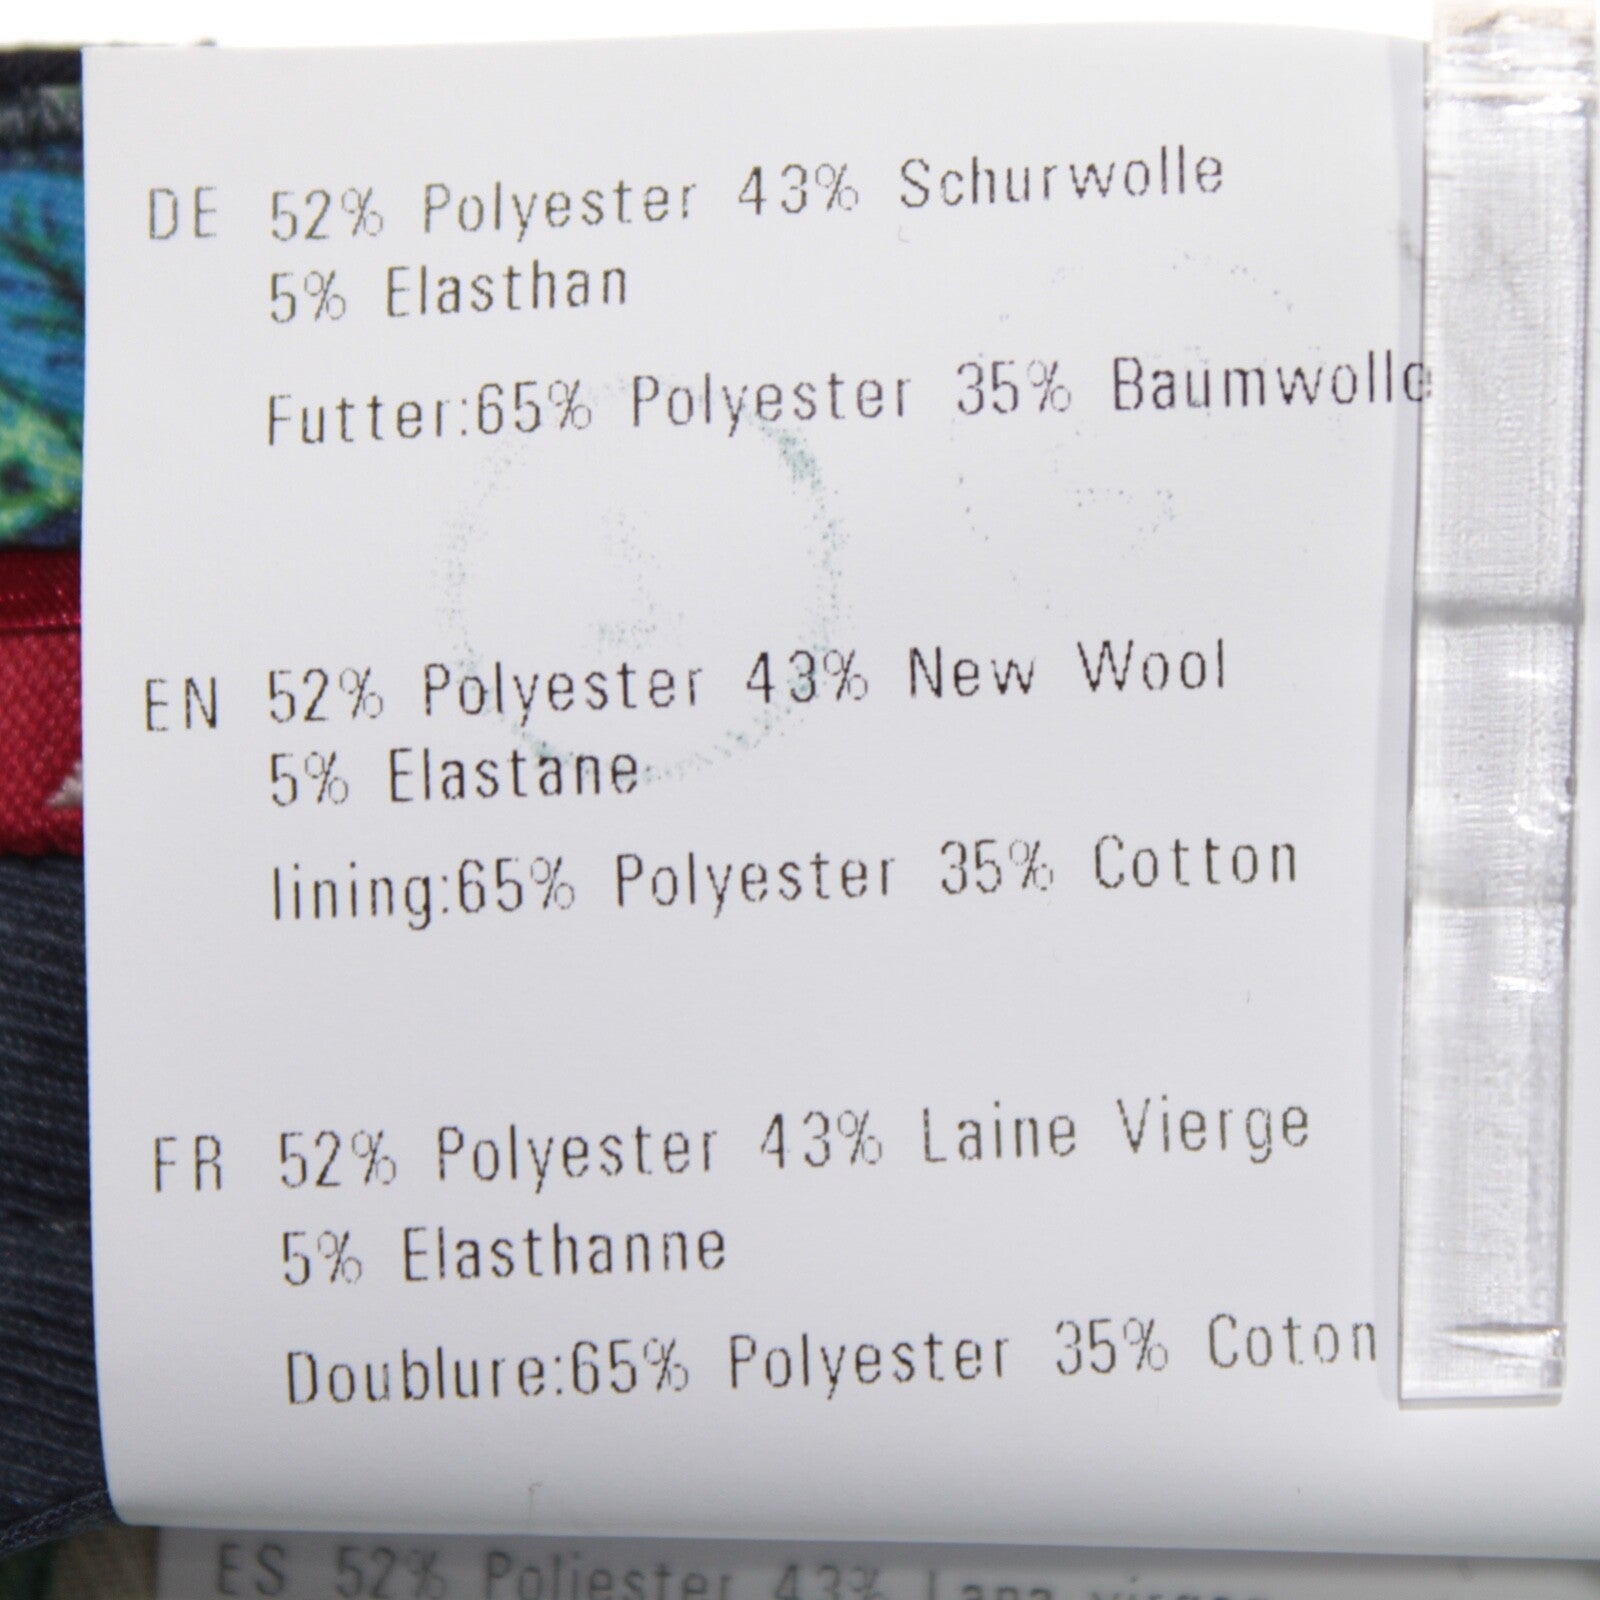 DE 52% Polyester 43% Schurwolle
5% Elasthan
Futter:65% Polyester 35% Baumwolle
EN 52% Polyester 43% New Wool
5% Elastane
lining:65% Polyester 35% Cotton
FR 52% Polyester 43% Laine Vierge
5% Elasthanne
Doublure:65% Polyester 35% Coton
ES 52% Poliester 43% Lana virgen